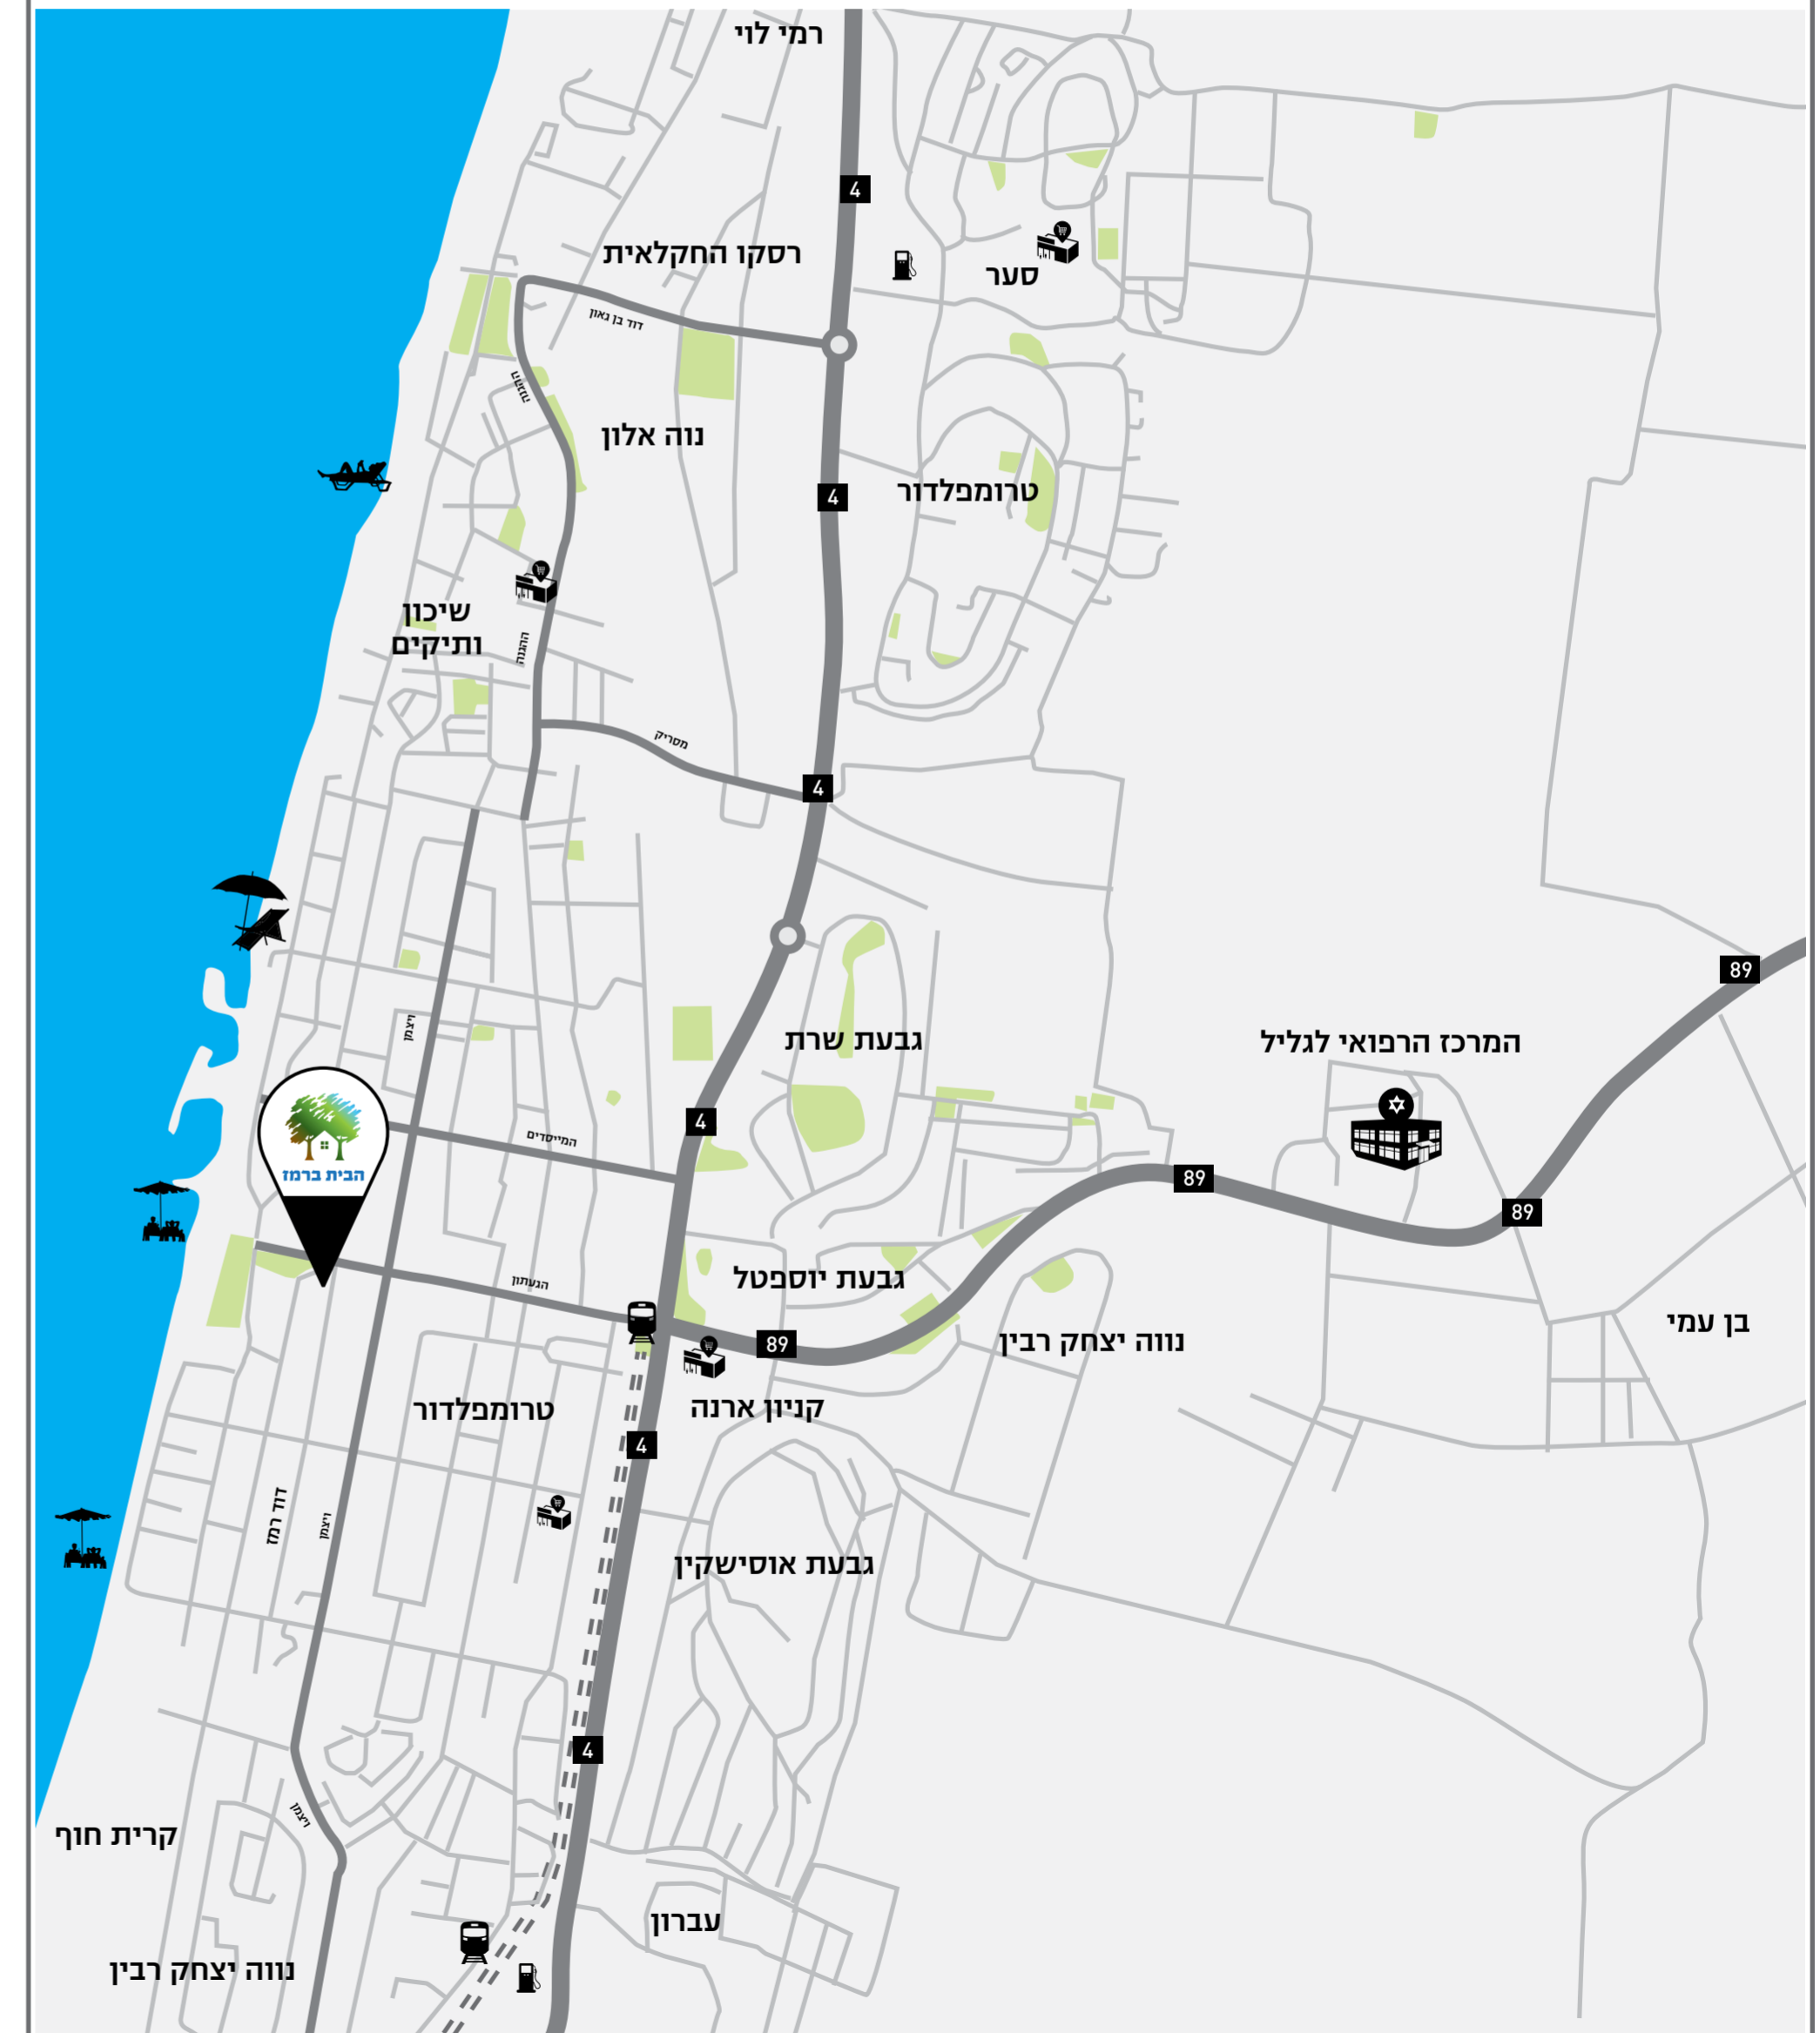 רמי לוי
4
רסקו החקלאית
סער
דוד בן גאון
ההגנה
נוה אלון
4
טרומפלדור
שיכון
ותיקים
ההגנה
מסריק
4
89
ויצמן
גבעת שרת
המרכז הרפואי לגליל
4
המייסדים
הבית ברמז
89
89
הגעתון
גבעת יוספטל
בן עמי
89
נווה יצחק רבין
טרומפלדור
קניון ארנה
4
דוד רמז
ויצמן
גבעת אוסישקין
4
ויצמן
קרית חוף
עברון
נווה יצחק רבין